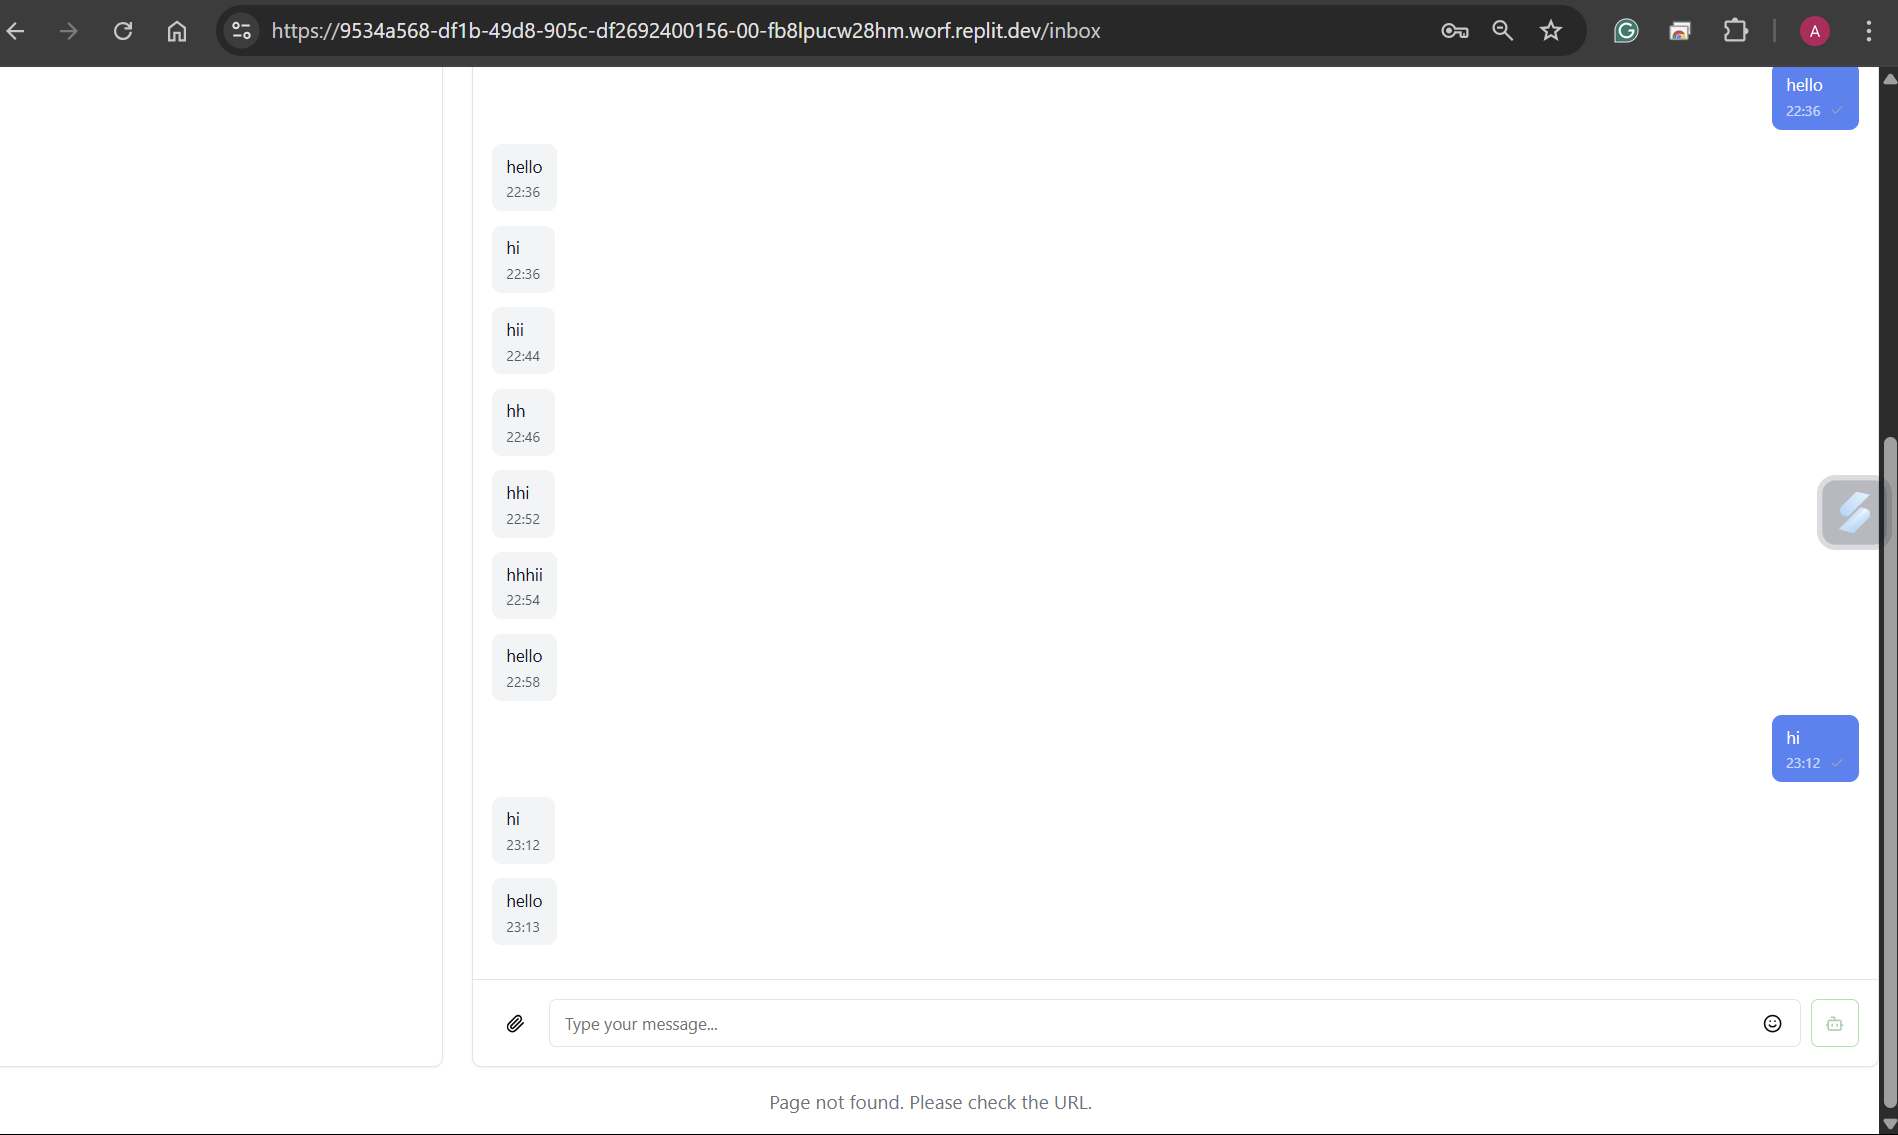 https://9534a568-df1b-49d8-905c-df2692400156-00-fb8lpucw28hm.worf.replit.dev/inbox
A
hello
22:36
hello
22:36
hi
22:36
hii
22:44
hh
22:46
hhi
22:52
hhhii
22:54
hello
22:58
hi
23:12
hi
23:12
hello
23:13
Type your message...
Page not found. Please check the URL.